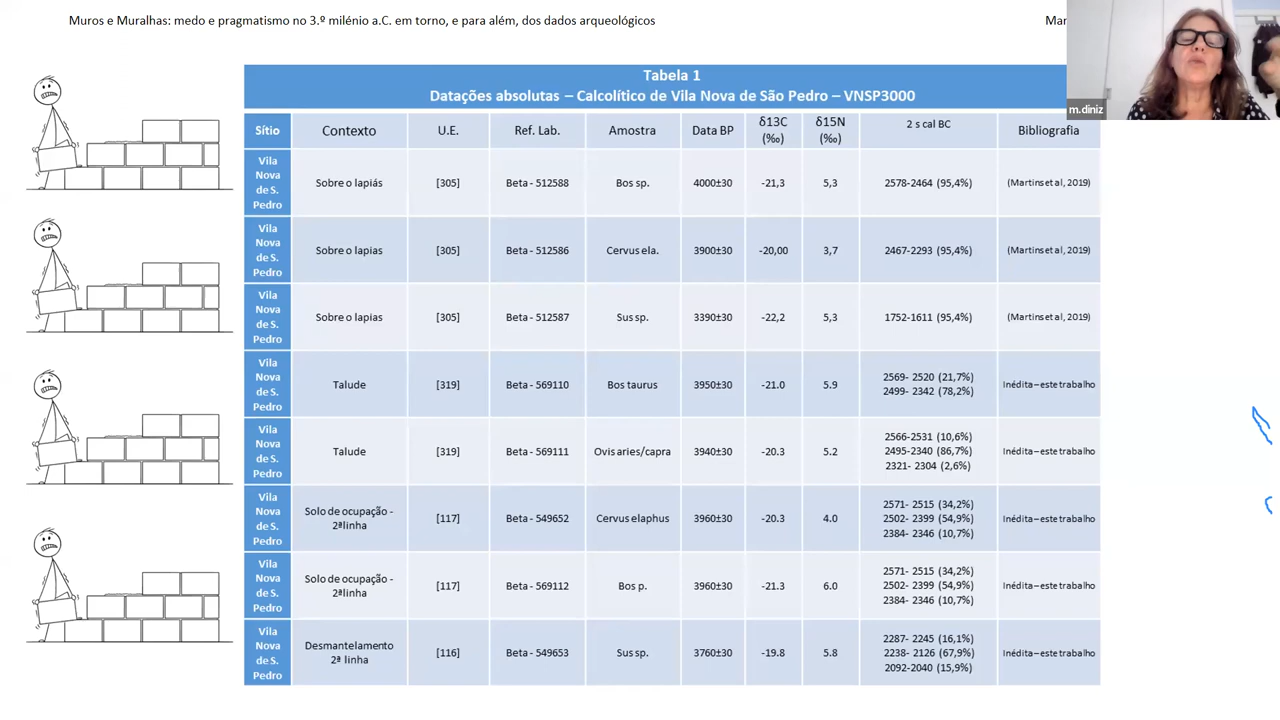 Muros e Muralhas: medo e pragmatismo no 3.º milénio a.C. em torno, e para além, dos dados arqueológicos
m.diniz
Tabela 1
Datações absolutas – Calcolítico de Vila Nova de São Pedro – VNSP3000
Sítio Contexto U.E. Ref. Lab. Amostra Data BP δ13C (‰) δ15N (‰) 2 s cal BC Bibliografia
Vila Nova de S. Pedro Sobre o lapiás [305] Beta - 512588 Bos sp. 4000±30 -21,3 5,3 2578-2464 (95,4%) (Martins et al, 2019)
Vila Nova de S. Pedro Sobre o lapias [305] Beta - 512586 Cervus ela. 3900±30 -20,00 3,7 2467-2293 (95,4%) (Martins et al, 2019)
Vila Nova de S. Pedro Sobre o lapias [305] Beta - 512587 Sus sp. 3390±30 -22,2 5,3 1752-1611 (95,4%) (Martins et al, 2019)
Vila Nova de S. Pedro Talude [319] Beta - 569110 Bos taurus 3950±30 -21.0 5.9 2569- 2520 (21,7%) 2499- 2342 (78,2%) Inédita – este trabalho
Vila Nova de S. Pedro Talude [319] Beta - 569111 Ovis aries/capra 3940±30 -20.3 5.2 2566-2531 (10,6%) 2495-2340 (86,7%) 2321- 2304 (2,6%) Inédita – este trabalho
Vila Nova de S. Pedro Solo de ocupação - 2ªlinha [117] Beta - 549652 Cervus elaphus 3960±30 -20.3 4.0 2571- 2515 (34,2%) 2502- 2399 (54,9%) 2384- 2346 (10,7%) Inédita – este trabalho
Vila Nova de S. Pedro Solo de ocupação - 2ªlinha [117] Beta - 569112 Bos p. 3960±30 -21.3 6.0 2571- 2515 (34,2%) 2502- 2399 (54,9%) 2384- 2346 (10,7%) Inédita – este trabalho
Vila Nova de S. Pedro Desmantelamento 2ª linha [116] Beta - 549653 Sus sp. 3760±30 -19.8 5.8 2287- 2245 (16,1%) 2238- 2126 (67,9%) 2092-2040 (15,9%) Inédita – este trabalho